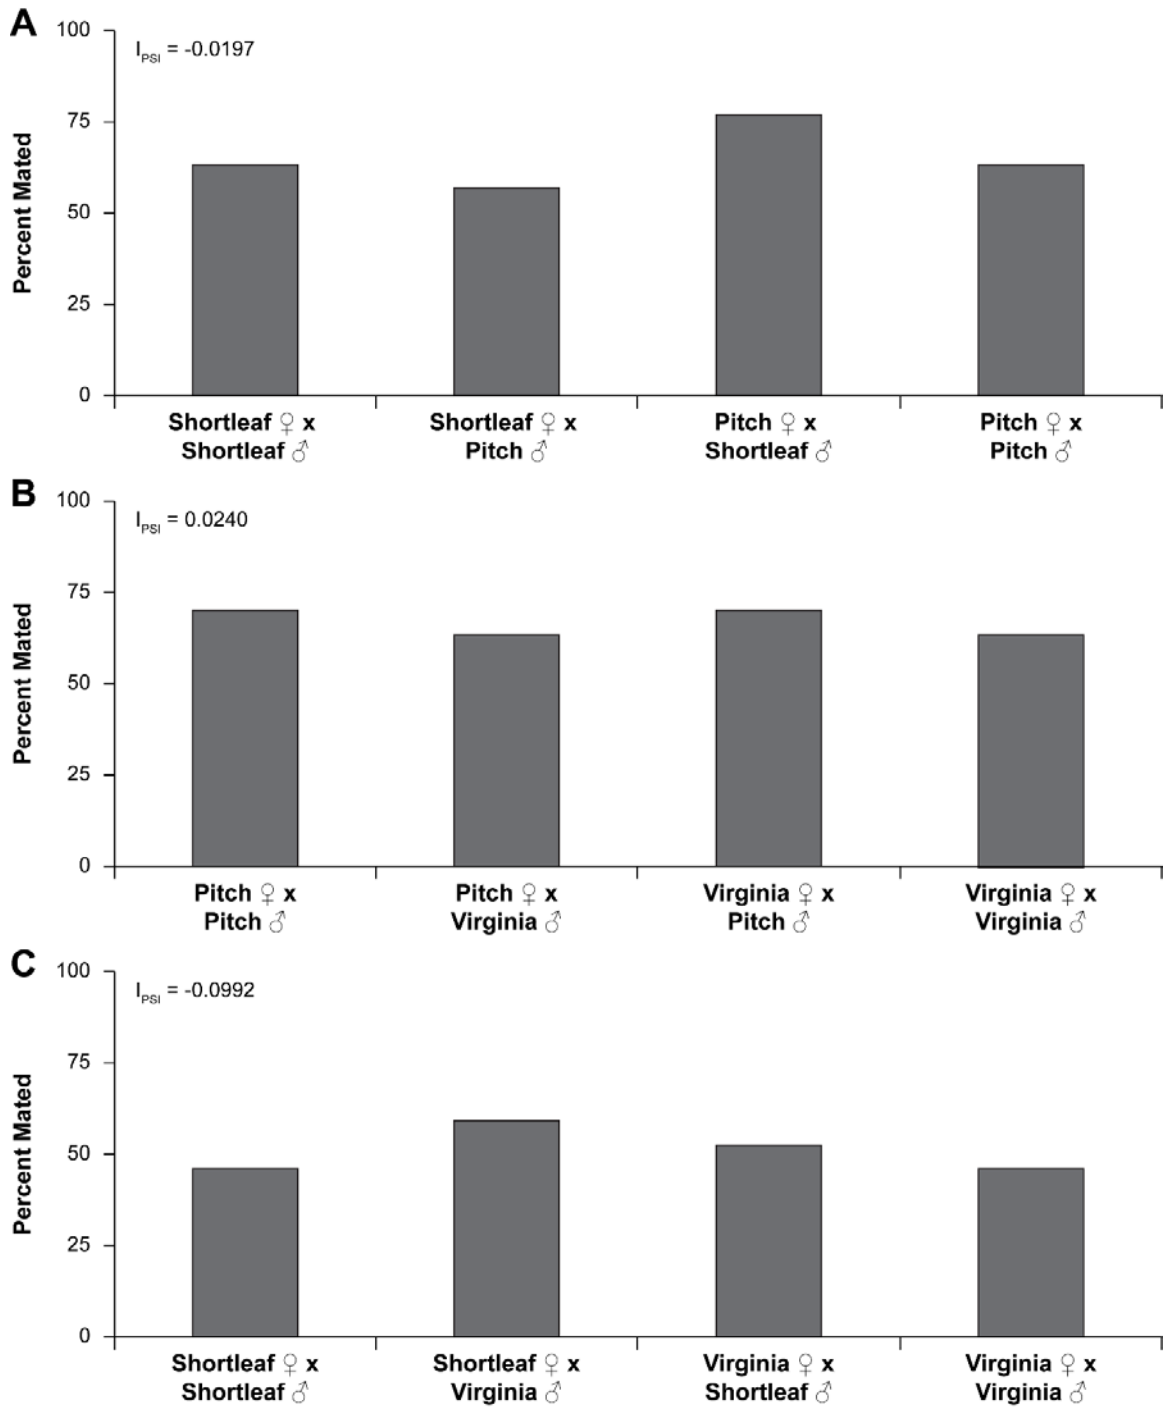 A
100
I_PSI = -0.0197
75
50
25
0
Percent Mated
Shortleaf ♀ x
Shortleaf ♂
Shortleaf ♀ x
Pitch ♂
Pitch ♀ x
Shortleaf ♂
Pitch ♀ x
Pitch ♂
B
100
I_PSI = 0.0240
75
50
25
0
Percent Mated
Pitch ♀ x
Pitch ♂
Pitch ♀ x
Virginia ♂
Virginia ♀ x
Pitch ♂
Virginia ♀ x
Virginia ♂
C
100
I_PSI = -0.0992
75
50
25
0
Percent Mated
Shortleaf ♀ x
Shortleaf ♂
Shortleaf ♀ x
Virginia ♂
Virginia ♀ x
Shortleaf ♂
Virginia ♀ x
Virginia ♂